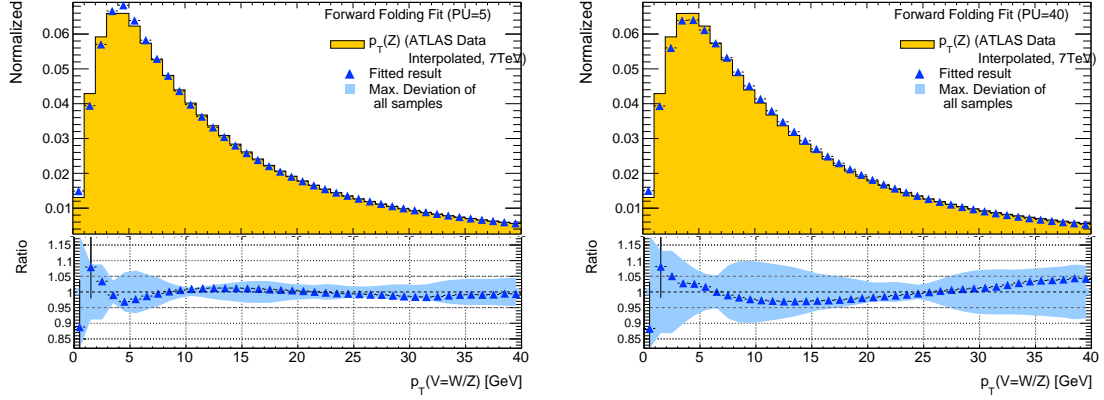 Normalized
0.06
0.05
0.04
0.03
0.02
0.01
Forward Folding Fit (PU=5)
p_T(Z) (ATLAS Data
Interpolated, 7TeV)
Fitted result
Max. Deviation of
all samples
Ratio
1.15
1.1
1.05
1
0.95
0.9
0.85
0 5 10 15 20 25 30 35 40
p_T(V=W/Z) [GeV]
Normalized
0.06
0.05
0.04
0.03
0.02
0.01
Forward Folding Fit (PU=40)
p_T(Z) (ATLAS Data
Interpolated, 7TeV)
Fitted result
Max. Deviation of
all samples
Ratio
1.15
1.1
1.05
1
0.95
0.9
0.85
0 5 10 15 20 25 30 35 40
p_T(V=W/Z) [GeV]